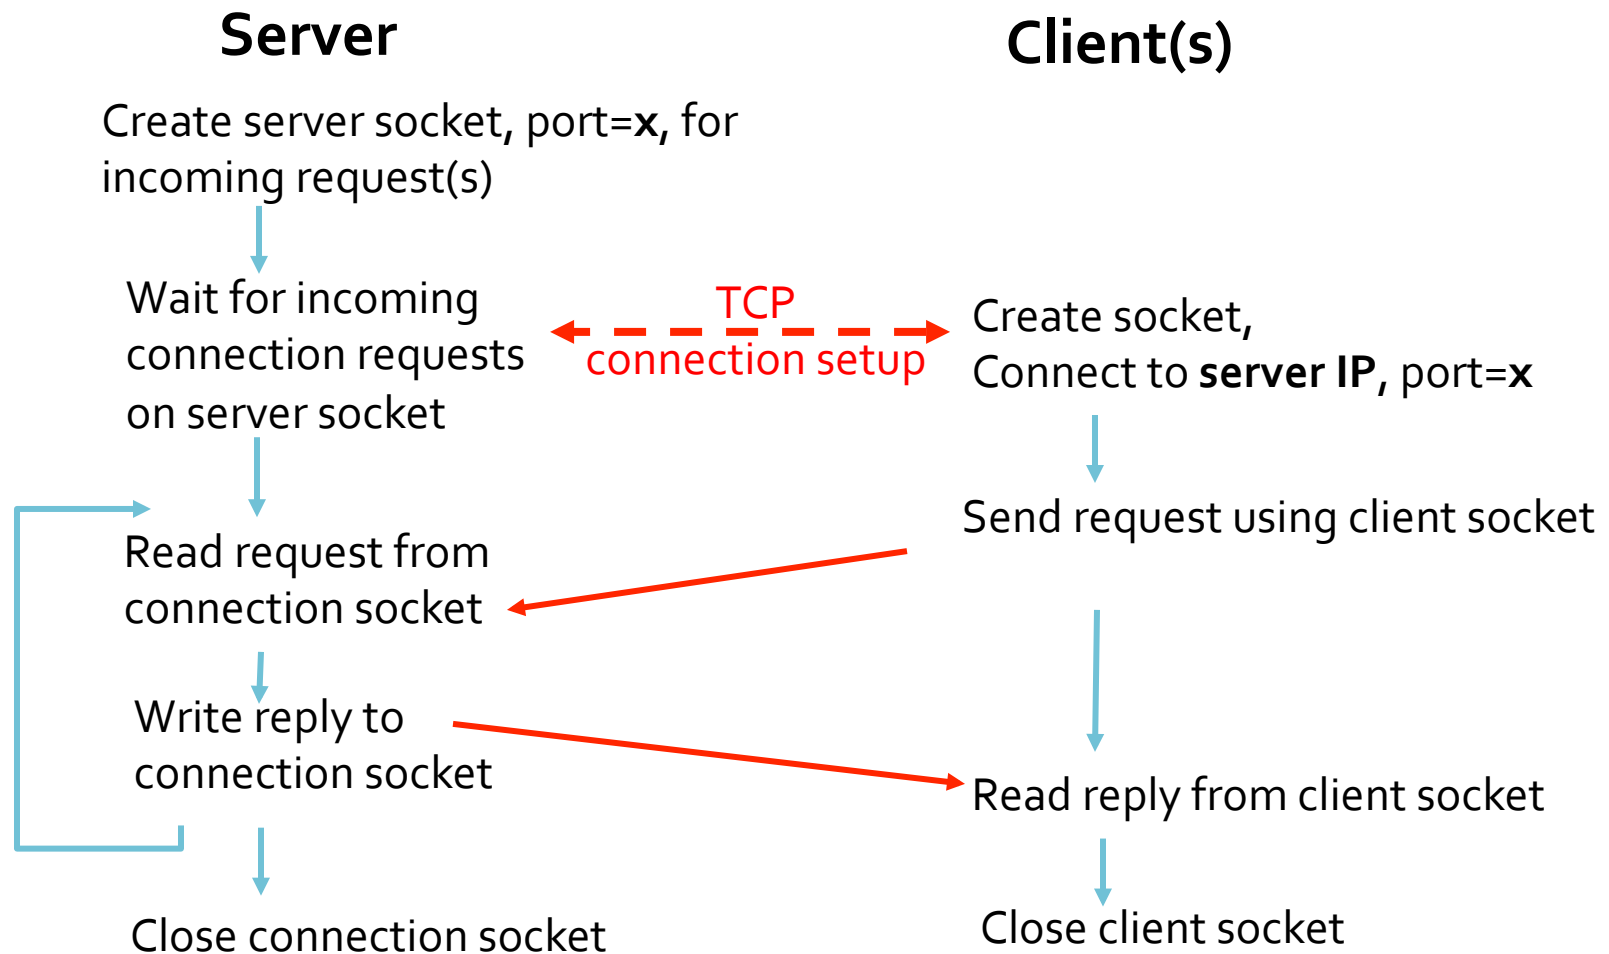 Server
Create server socket, port=x, for
incoming request(s)
Wait for incoming
connection requests
on server socket
Read request from
connection socket
Write reply to
connection socket
Close connection socket
TCP
connection setup
Client(s)
Create socket,
Connect to server IP, port=x
Send request using client socket
Read reply from client socket
Close client socket